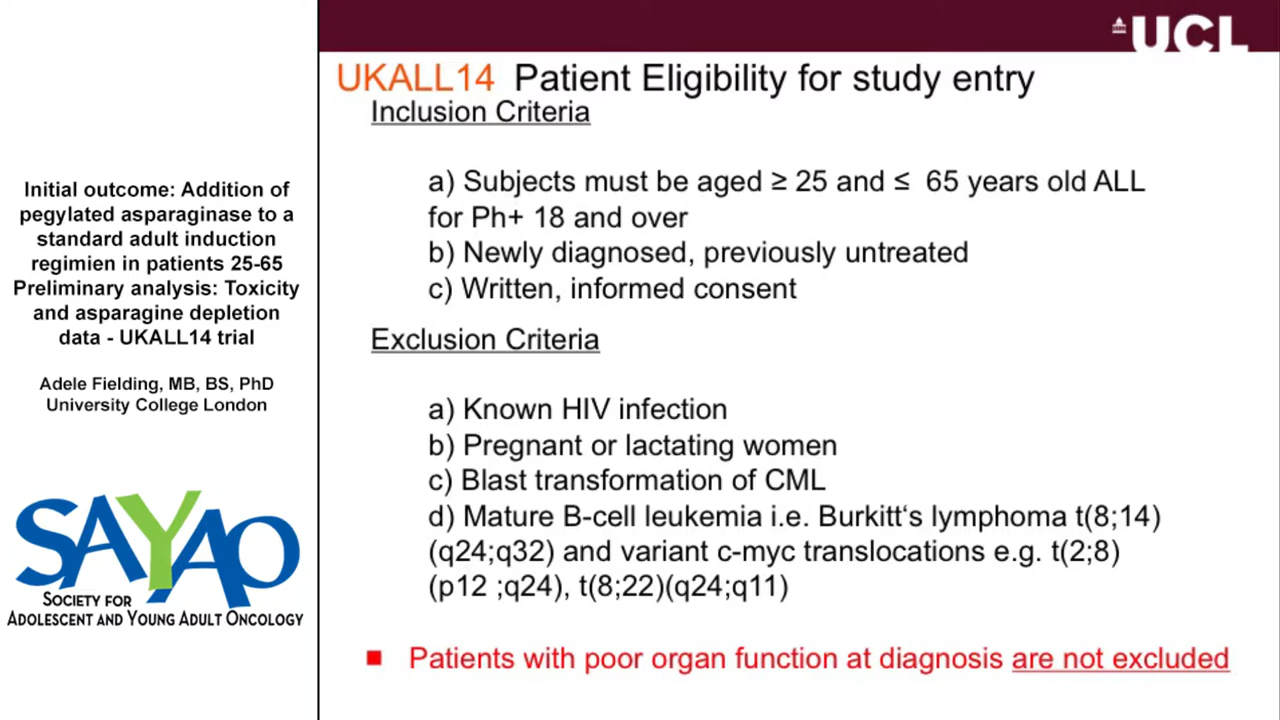 Initial outcome: Addition of
pegylated asparaginase to a
standard adult induction
regimien in patients 25-65
Preliminary analysis: Toxicity
and asparagine depletion
data - UKALL14 trial
Adele Fielding, MB, BS, PhD
University College London
SAYAO
SOCIETY FOR
ADOLESCENT AND YOUNG ADULT ONCOLOGY
UCL
UKALL14 Patient Eligibility for study entry
Inclusion Criteria
a) Subjects must be aged ≥ 25 and ≤ 65 years old ALL
for Ph+ 18 and over
b) Newly diagnosed, previously untreated
c) Written, informed consent
Exclusion Criteria
a) Known HIV infection
b) Pregnant or lactating women
c) Blast transformation of CML
d) Mature B-cell leukemia i.e. Burkitt‘s lymphoma t(8;14)
(q24;q32) and variant c-myc translocations e.g. t(2;8)
(p12 ;q24), t(8;22)(q24;q11)
■ Patients with poor organ function at diagnosis are not excluded